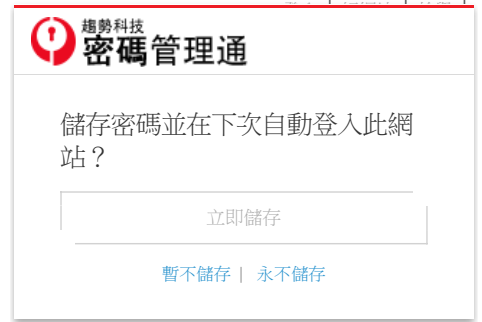 趨勢科技
密碼管理通
儲存密碼並在下次自動登入此網
站？
立即儲存
暫不儲存 | 永不儲存